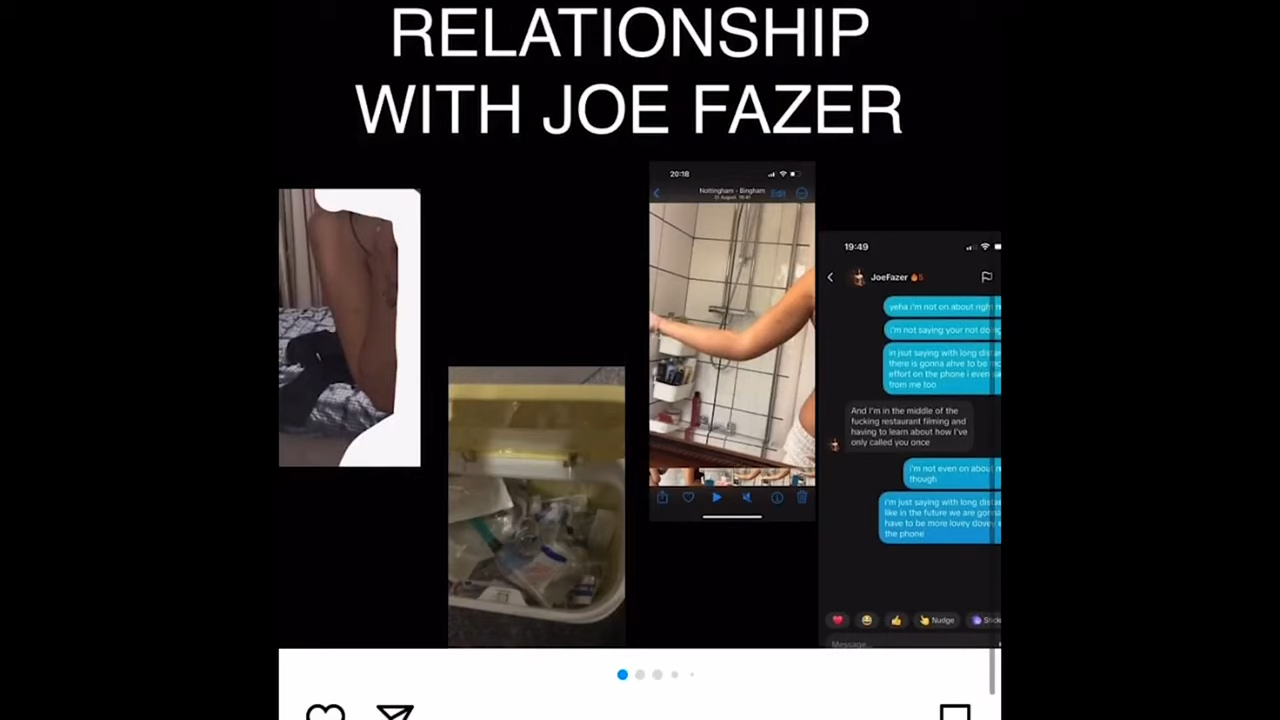 RELATIONSHIP
WITH JOE FAZER
20:18
Nottingham - Bingham
Edit
19:49
JoeFazer 🔥5
yeha i'm not on about right
i'm not saying your not
in jsut saying with long
there is gonna ahve to be
effort on the phone i even
from me too
And I'm in the middle of the
fucking restaurant filming and
having to learn about how I've
only called you once
i'm not even on about
though
i'm just saying with long
like in the future we are
have to be more lovey dovey
the phone
Nudge
Message...